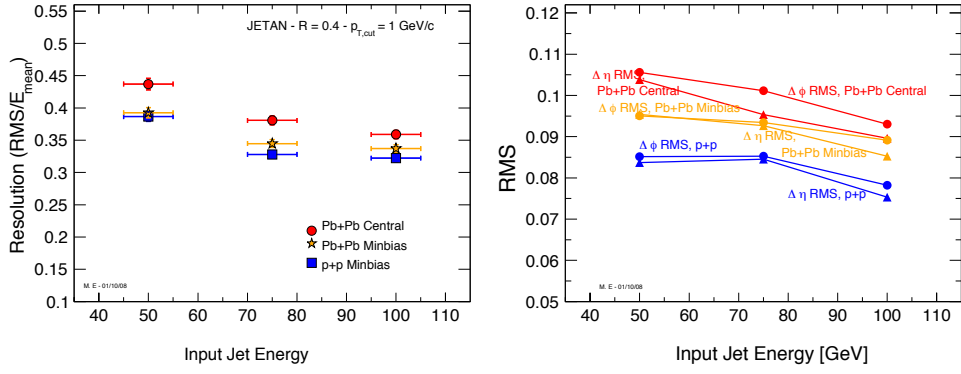 JETAN - R = 0.4 - p_T,cut = 1 GeV/c
0.55
0.5
0.45
0.4
0.35
0.3
0.25
0.2
0.15
0.1
Resolution (RMS/E_mean)
Pb+Pb Central
Pb+Pb Minbias
p+p Minbias
M. E - 01/10/08
40 50 60 70 80 90 100 110
Input Jet Energy
0.12
0.11
0.1
0.09
0.08
0.07
0.06
0.05
RMS
Δ η RMS,
Pb+Pb Central
Δ ϕ RMS, Pb+Pb Central
Δ ϕ RMS, Pb+Pb Minbias
Δ η RMS,
Pb+Pb Minbias
Δ ϕ RMS, p+p
Δ η RMS, p+p
M. E - 01/10/08
40 50 60 70 80 90 100 110
Input Jet Energy [GeV]